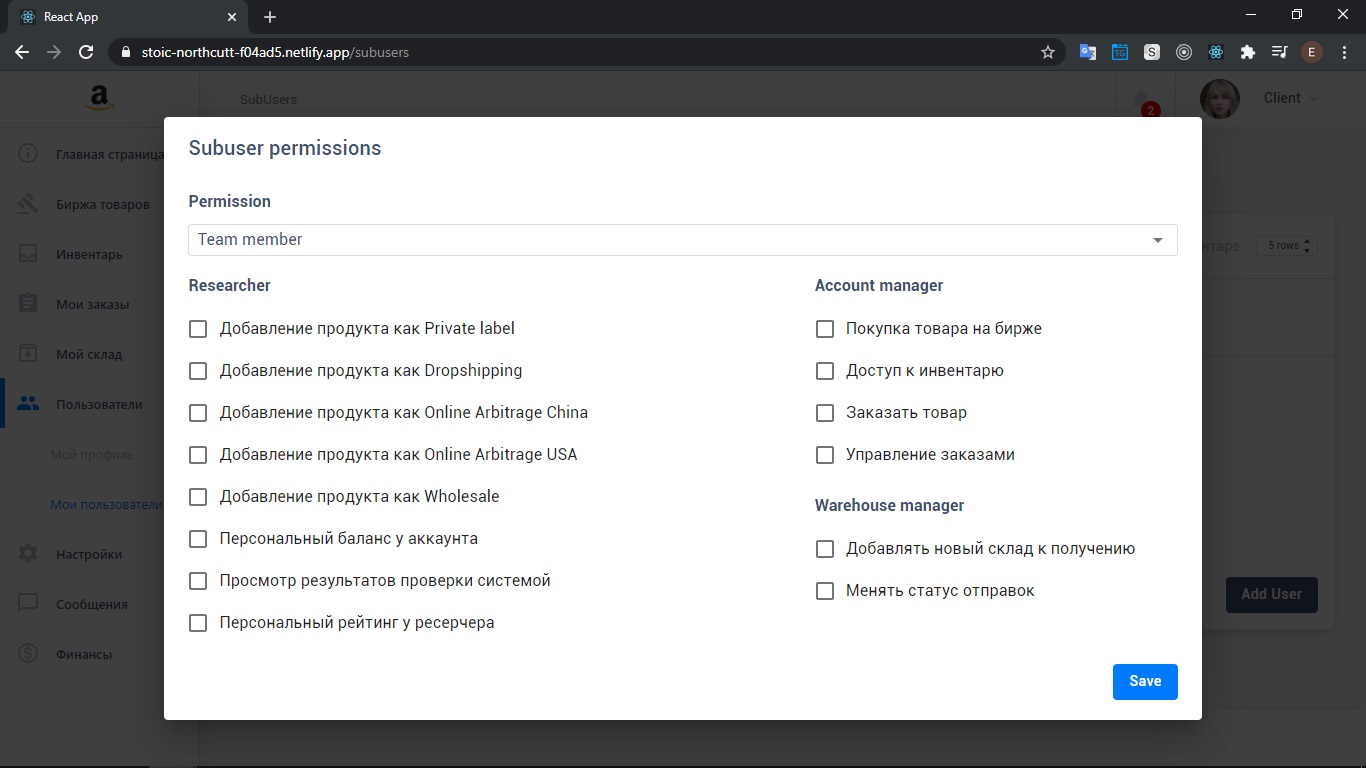 React App
stoic-northcutt-f04ad5.netlify.app/subusers
TG
S
E
a
SubUsers
2
Client
Subuser permissions
Главная страница
Permission
Биржа товаров
Team member
нтаре
5 rows
Инвентарь
Researcher
Account manager
Мои заказы
Добавление продукта как Private label
Покупка товара на бирже
Мой склад
Добавление продукта как Dropshipping
Доступ к инвентарю
Пользователи
Добавление продукта как Online Arbitrage China
Заказать товар
Мой профиль
Добавление продукта как Online Arbitrage USA
Управление заказами
Мои пользователи
Добавление продукта как Wholesale
Warehouse manager
Настройки
Персональный баланс у аккаунта
Добавлять новый склад к получению
Просмотр результатов проверки системой
Менять статус отправок
Add User
Сообщения
Персональный рейтинг у ресерчера
Финансы
Save